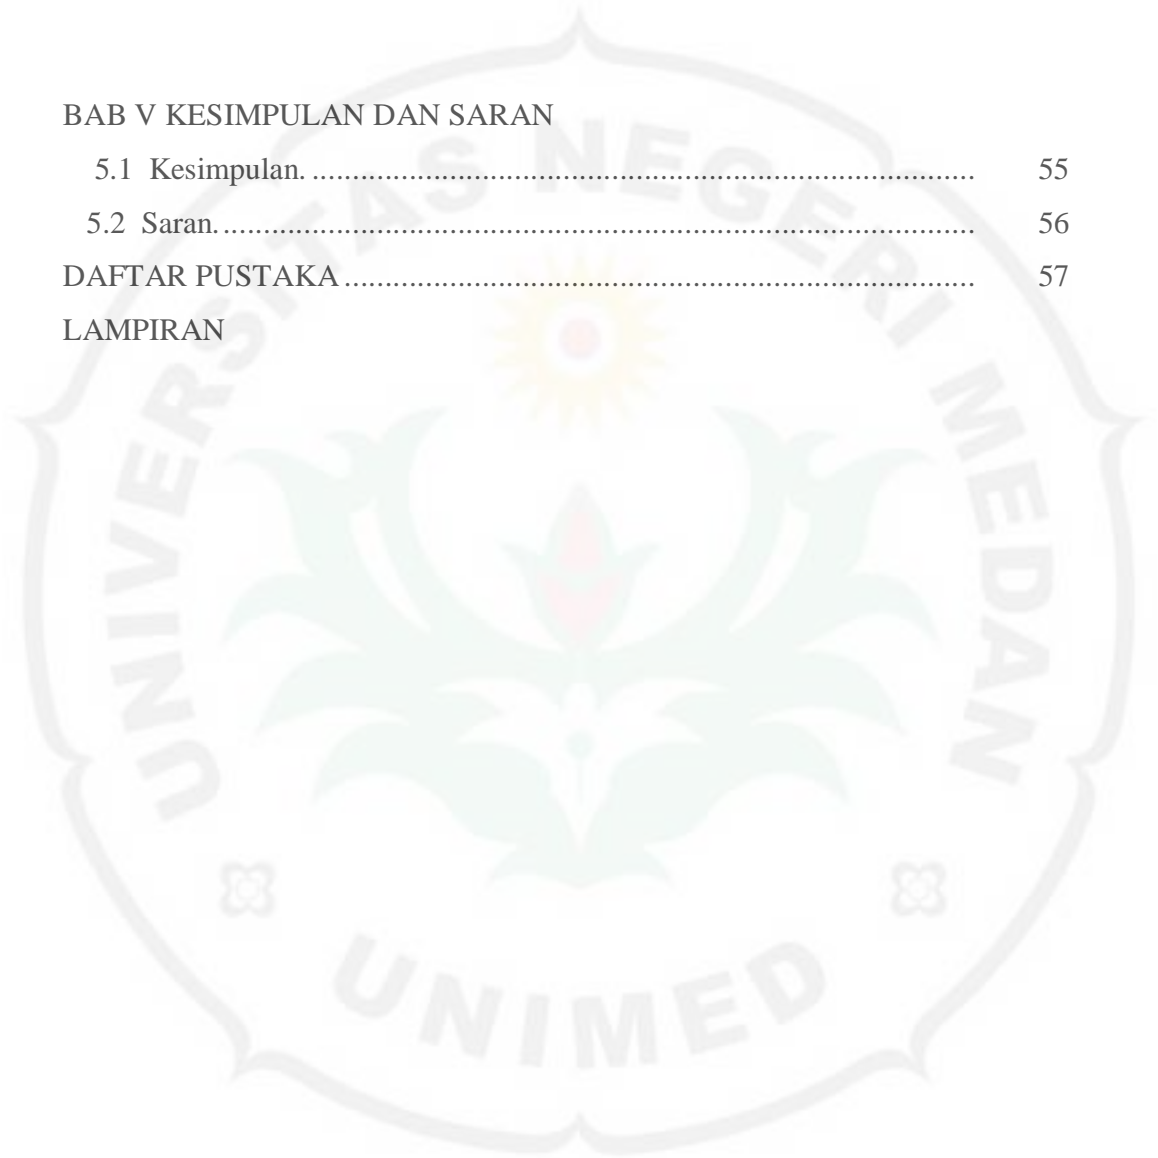 BAB V KESIMPULAN DAN SARAN
5.1 Kesimpulan. .................................................................................. 55
5.2 Saran. ............................................................................................. 56
DAFTAR PUSTAKA .............................................................................. 57
LAMPIRAN
UNIVERSITAS NEGERI MEDAN
UNIMED